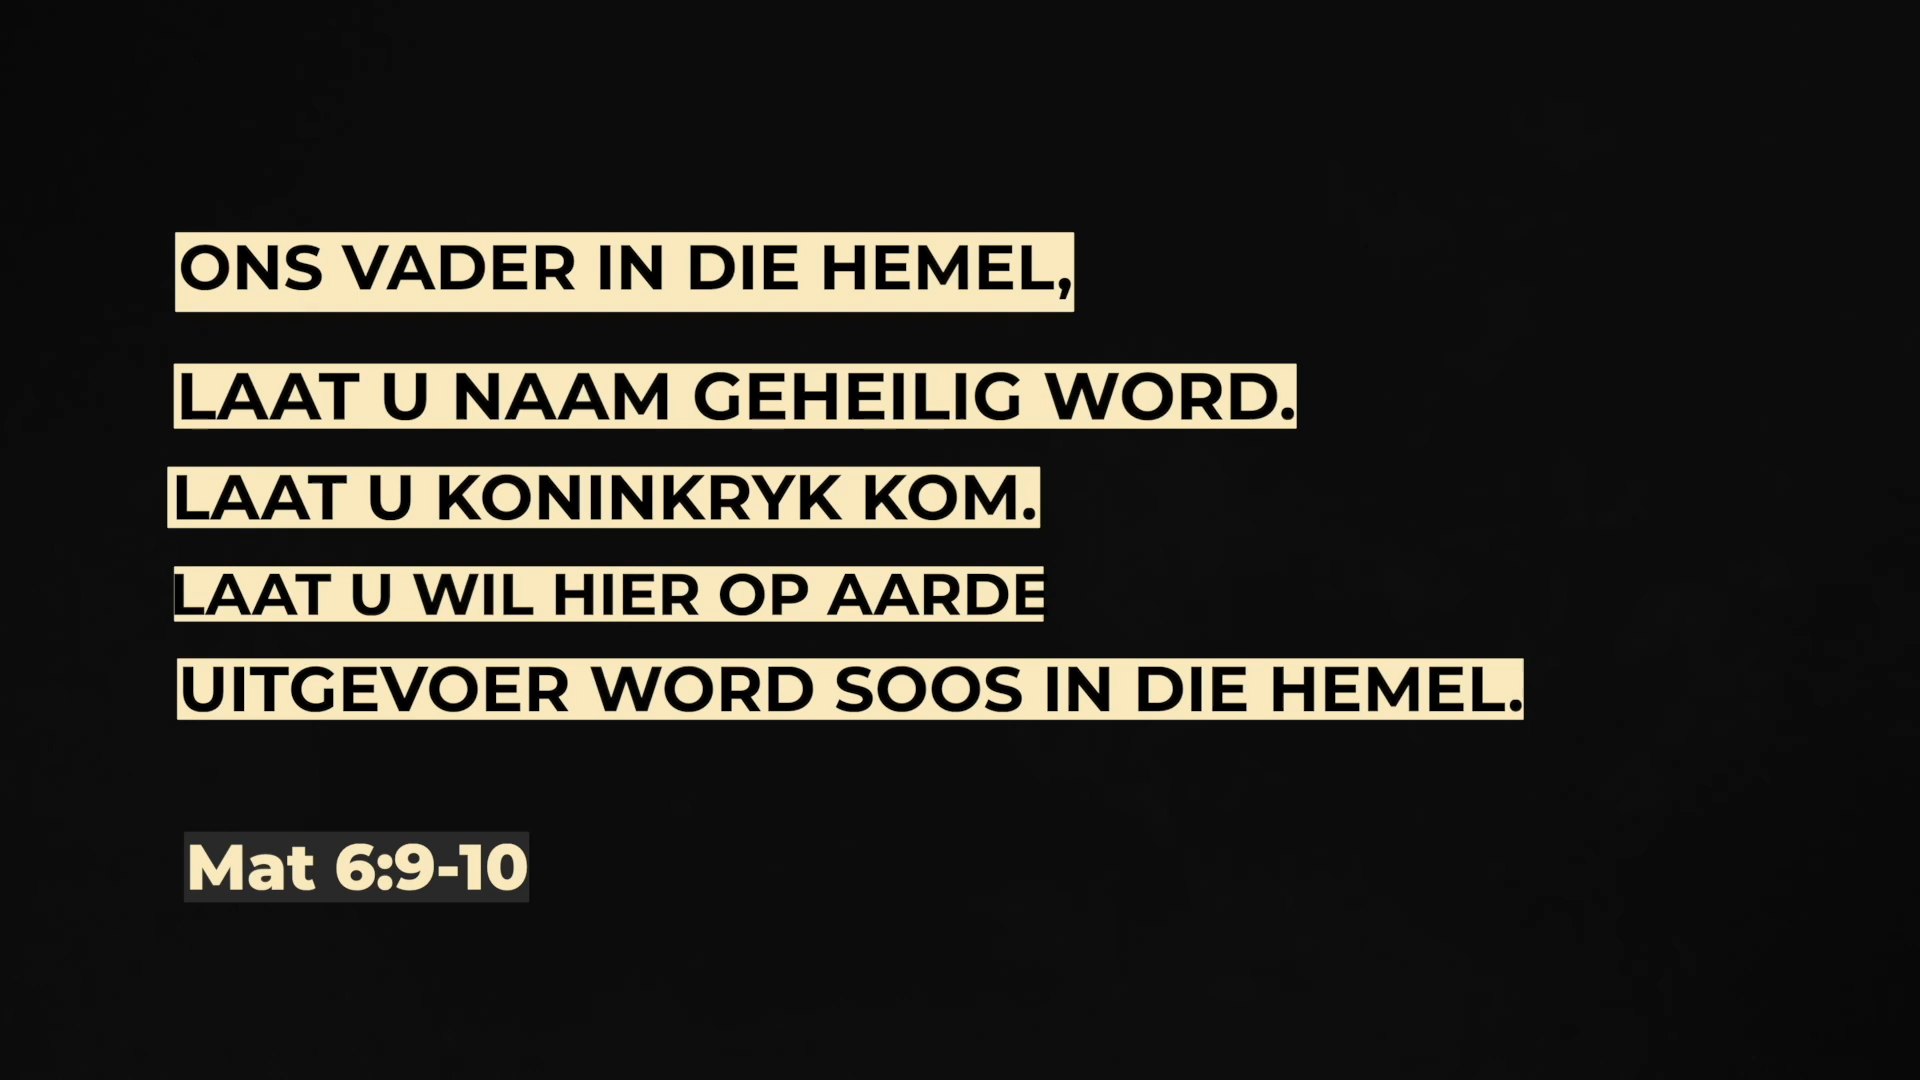 ONS VADER IN DIE HEMEL,
LAAT U NAAM GEHEILIG WORD.
LAAT U KONINKRYK KOM.
LAAT U WIL HIER OP AARDE
UITGEVOER WORD SOOS IN DIE HEMEL.
Mat 6:9-10